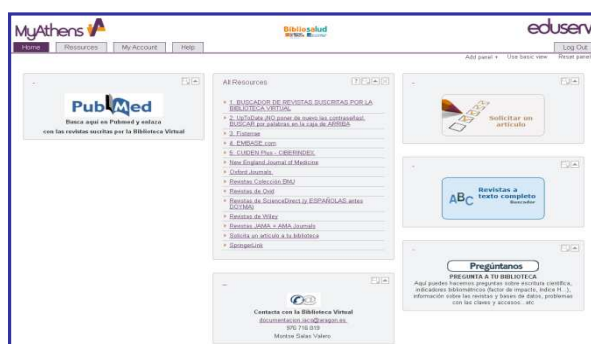 MyAthens
Bibliosalud
eduserv
Home
Resources
My Account
Help
Log Out
Add panel
Use basic view
Reset panel
PubMed
Busca aquí en Pubmed y enlaza
con las revistas sucritas por la Biblioteca Virtual
All Resources
1. BUSCADOR DE REVISTAS SUSCRITAS POR LA
BIBLIOTECA VIRTUAL
2. UpToDate (NO poner de nuevo las contraseñas).
BUSCAR por palabras en la caja de ARRIBA
3. Fisterrae
4. EMBASE.com
5. CUIDEN Plus - CIBERINDEX.
New England Journal of Medicine
Oxford Journals.
Revistas Colección BMJ
Revistas de Ovid
Revistas de ScienceDirect (y ESPAÑOLAS antes
DOYMA)
Revistas de Willey
Revistas JAMA + AMA Journals
Solicita un artículo a tu biblioteca
SpringerLink
Contacta con la Biblioteca Virtual
documentacion.iacs@aragon.es
Montse Salas Valero
Solicitar un
artículo
ABC
Revistas a
texto completo
Buscador
Pregúntanos
PREGUNTA A TU BIBLIOTECA
Aquí puedes hacernos preguntas sobre escritura científica,
indicadores bibliométricos (factor de impacto, índice H...),
información sobre las revistas y bases de datos, problemas
con las claves y accesos...etc